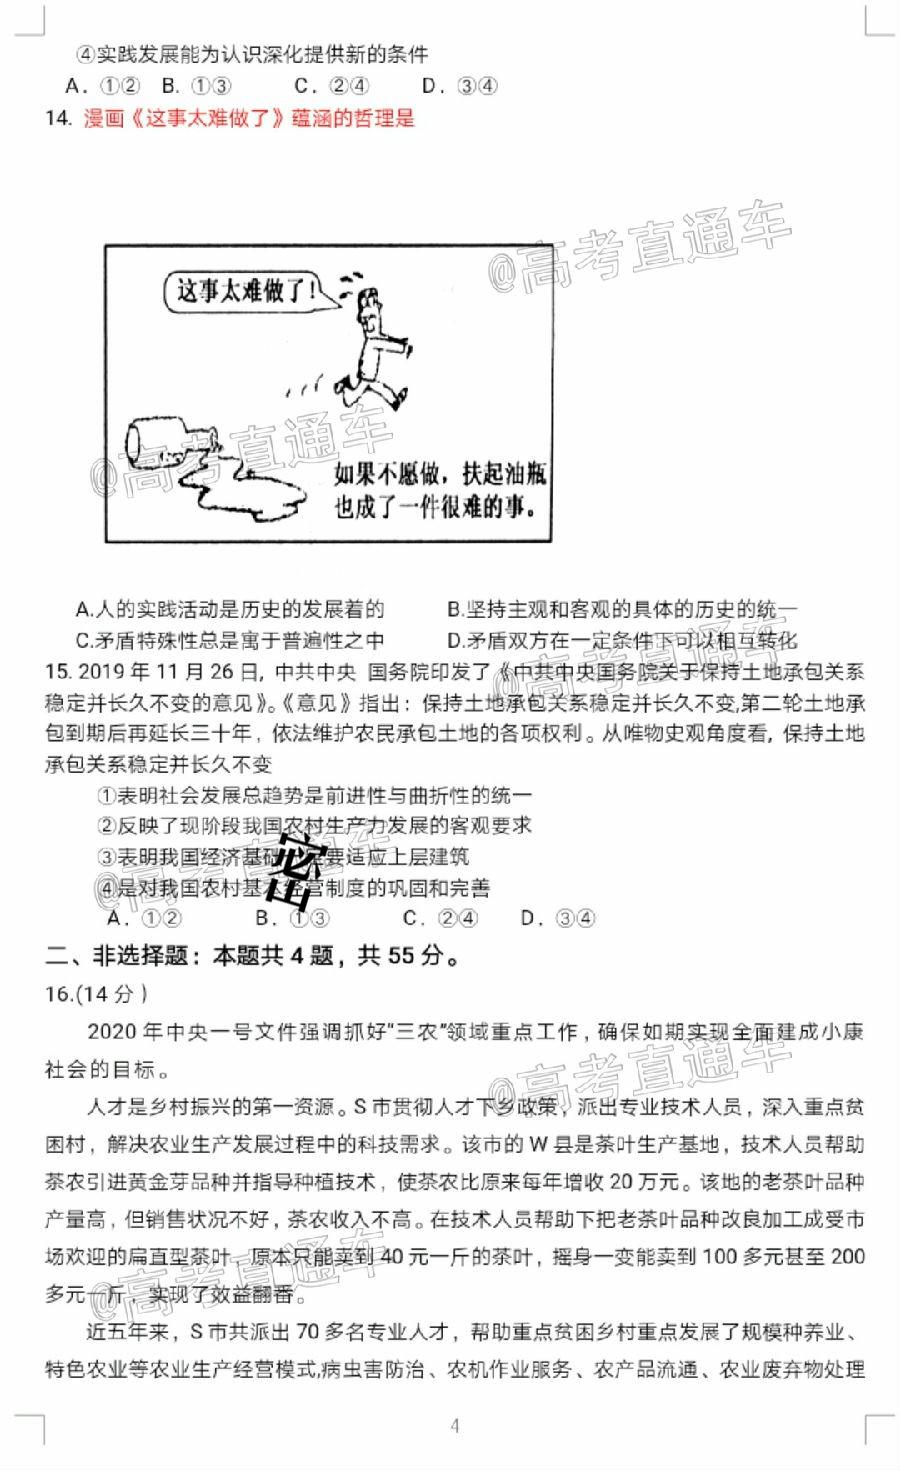 ④实践发展能为认识深化提供新的条件
A. ①② B. ①③ C. ②④ D. ③④
14. 漫画《这事太难做了》蕴涵的哲理是
@高考直通车
这事太难做了!
@高考直通车
如果不愿做，扶起油瓶
也成了一件很难的事。
A.人的实践活动是历史的发展着的 B.坚持主观和客观的具体的历史的统一
C.矛盾特殊性总是寓于普遍性之中 D.矛盾双方在一定条件下可以相互转化
@高考直通车
15. 2019 年 11 月 26 日, 中共中央 国务院印发了《中共中央国务院关于保持土地承包关系
稳定并长久不变的意见》。《意见》指出：保持土地承包关系稳定并长久不变,第二轮土地承
包到期后再延长三十年，依法维护农民承包土地的各项权利。从唯物史观角度看, 保持土地
承包关系稳定并长久不变
①表明社会发展总趋势是前进性与曲折性的统一
②反映了现阶段我国农村生产力发展的客观要求
③表明我国经济基础要适应上层建筑
密
@高考直通车
④是对我国农村基本经营制度的巩固和完善
A. ①② B. ①③ C. ②④ D. ③④
二、非选择题：本题共 4 题，共 55 分。
16.(14 分)
2020 年中央一号文件强调抓好"三农"领域重点工作，确保如期实现全面建成小康
社会的目标。
@高考直通车
人才是乡村振兴的第一资源。S 市贯彻人才下乡政策，派出专业技术人员，深入重点贫
困村，解决农业生产发展过程中的科技需求。该市的 W 县是茶叶生产基地，技术人员帮助
茶农引进黄金芽品种并指导种植技术，使茶农比原来每年增收 20 万元。该地的老茶叶品种
产量高，但销售状况不好，茶农收入不高。在技术人员帮助下把老茶叶品种改良加工成受市
场欢迎的扁直型茶叶，原本只能卖到 40 元一斤的茶叶，摇身一变能卖到 100 多元甚至 200
多元一斤，实现了效益翻番。
@高考直通车
近五年来，S 市共派出 70 多名专业人才，帮助重点贫困乡村重点发展了规模种养业、
特色农业等农业生产经营模式,病虫害防治、农机作业服务、农产品流通、农业废弃物处理
4